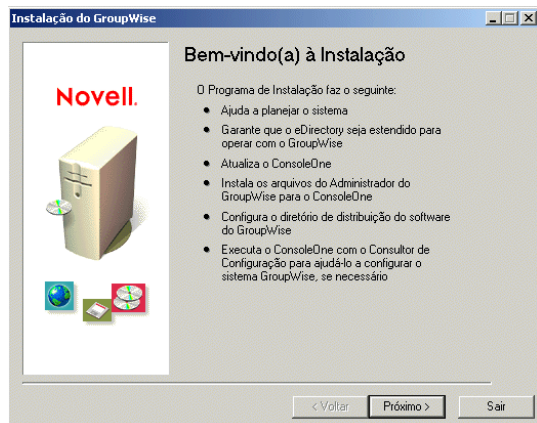 Instalação do GroupWise
Novell.
Bem-vindo(a) à Instalação
O Programa de Instalação faz o seguinte:
● Ajuda a planejar o sistema
● Garante que o eDirectory seja estendido para
operar com o GroupWise
● Atualiza o ConsoleOne
● Instala os arquivos do Administrador do
GroupWise para o ConsoleOne
● Configura o diretório de distribuição do software
do GroupWise
● Executa o ConsoleOne com o Consultor de
Configuração para ajudá-lo a configurar o
sistema GroupWise, se necessário
< Voltar Próximo > Sair